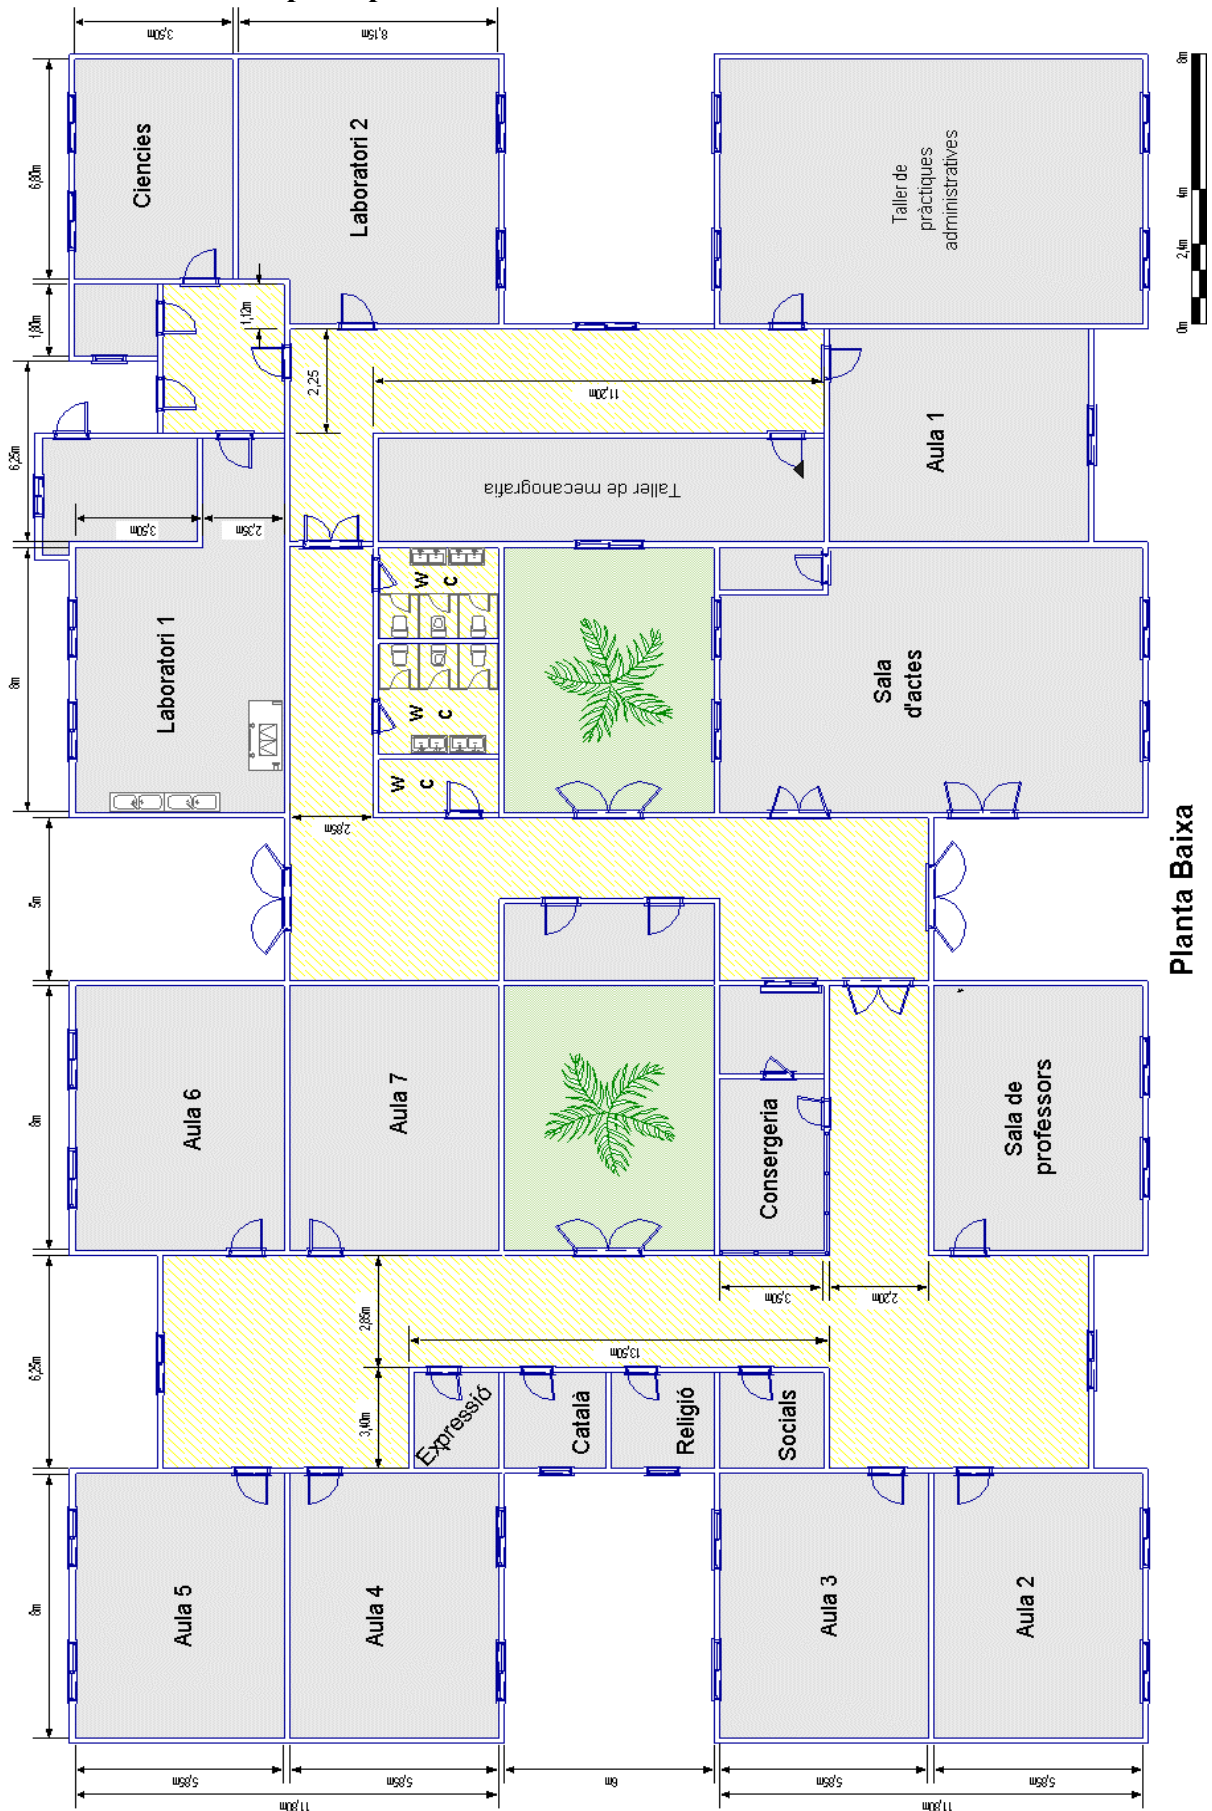 3,50m
8,15m
6,80m
Ciencies
Laboratori 2
Taller de
pràctiques
administratives
0m
2,4m
4m
8m
1,80m
1,12m
2,25
11,20m
6,25m
3,50m
2,35m
Taller de mecanografia
Aula 1
8m
Laboratori 1
W C
W C
W C
Sala
d'actes
2,85m
5m
Planta Baixa
8m
Aula 6
Aula 7
Consergeria
Sala de
professors
6,25m
2,85m
3,50m
2,20m
13,50m
3,40m
Expressió
Català
Religió
Socials
8m
Aula 5
Aula 4
Aula 3
Aula 2
5,85m
5,85m
6m
5,85m
5,85m
11,80m
11,80m